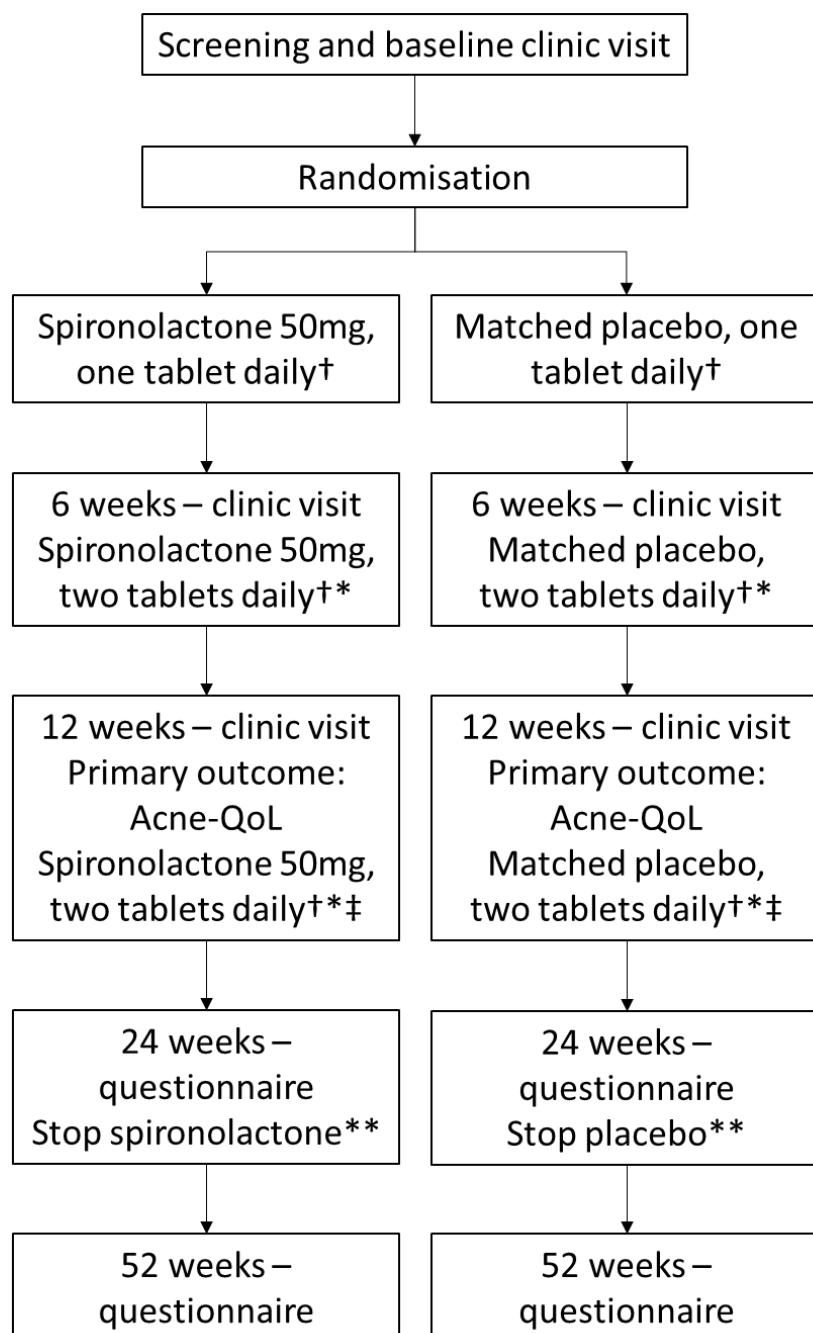 Screening and baseline clinic visit
Randomisation
Spironolactone 50mg,
one tablet daily†
Matched placebo, one
tablet daily†
6 weeks – clinic visit
Spironolactone 50mg,
two tablets daily†*
6 weeks – clinic visit
Matched placebo,
two tablets daily†*
12 weeks – clinic visit
Primary outcome:
Acne-QoL
Spironolactone 50mg,
two tablets daily†*‡
12 weeks – clinic visit
Primary outcome:
Acne-QoL
Matched placebo,
two tablets daily†*‡
24 weeks –
questionnaire
Stop spironolactone**
24 weeks –
questionnaire
Stop placebo**
52 weeks –
questionnaire
52 weeks –
questionnaire